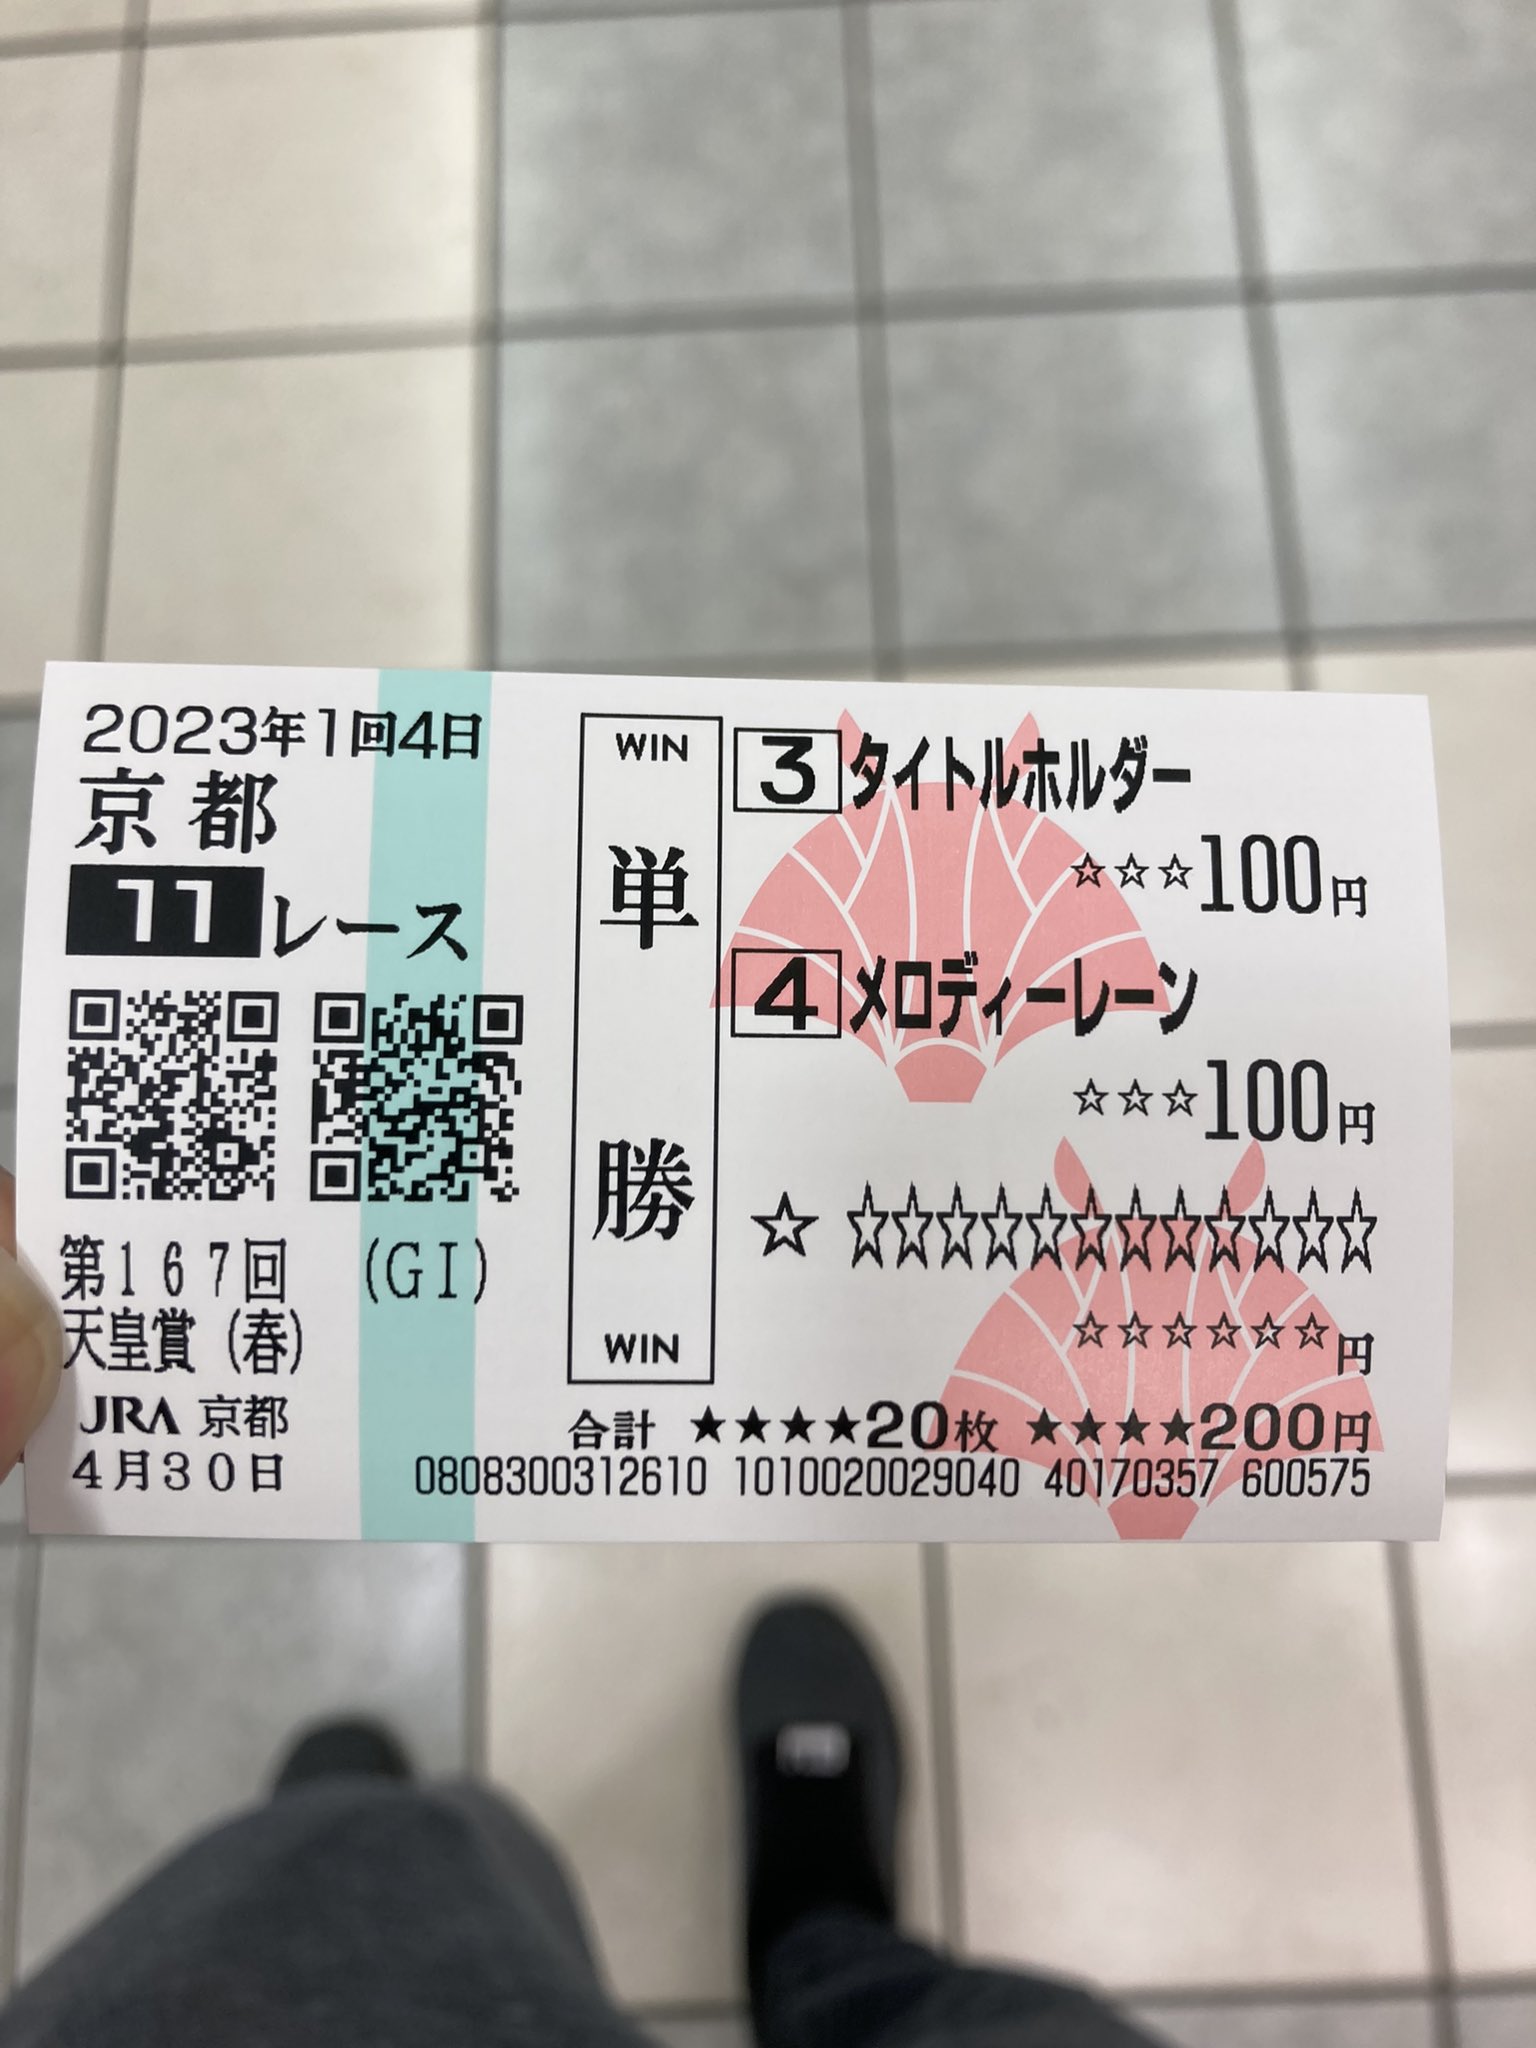 2023年1回4日
京都
11レース
第167回 (GI)
天皇賞(春)
JRA 京都
4月30日
WIN
単勝
WIN
3 タイトルホルダー
☆☆☆100円
4 メロディーレーン
☆☆☆100円
☆ ☆☆☆☆☆☆☆☆☆☆☆☆
☆☆☆☆☆☆円
合計 ★★★★20枚 ★★★★200円
0808300312610 1010020029040 40170357 600575